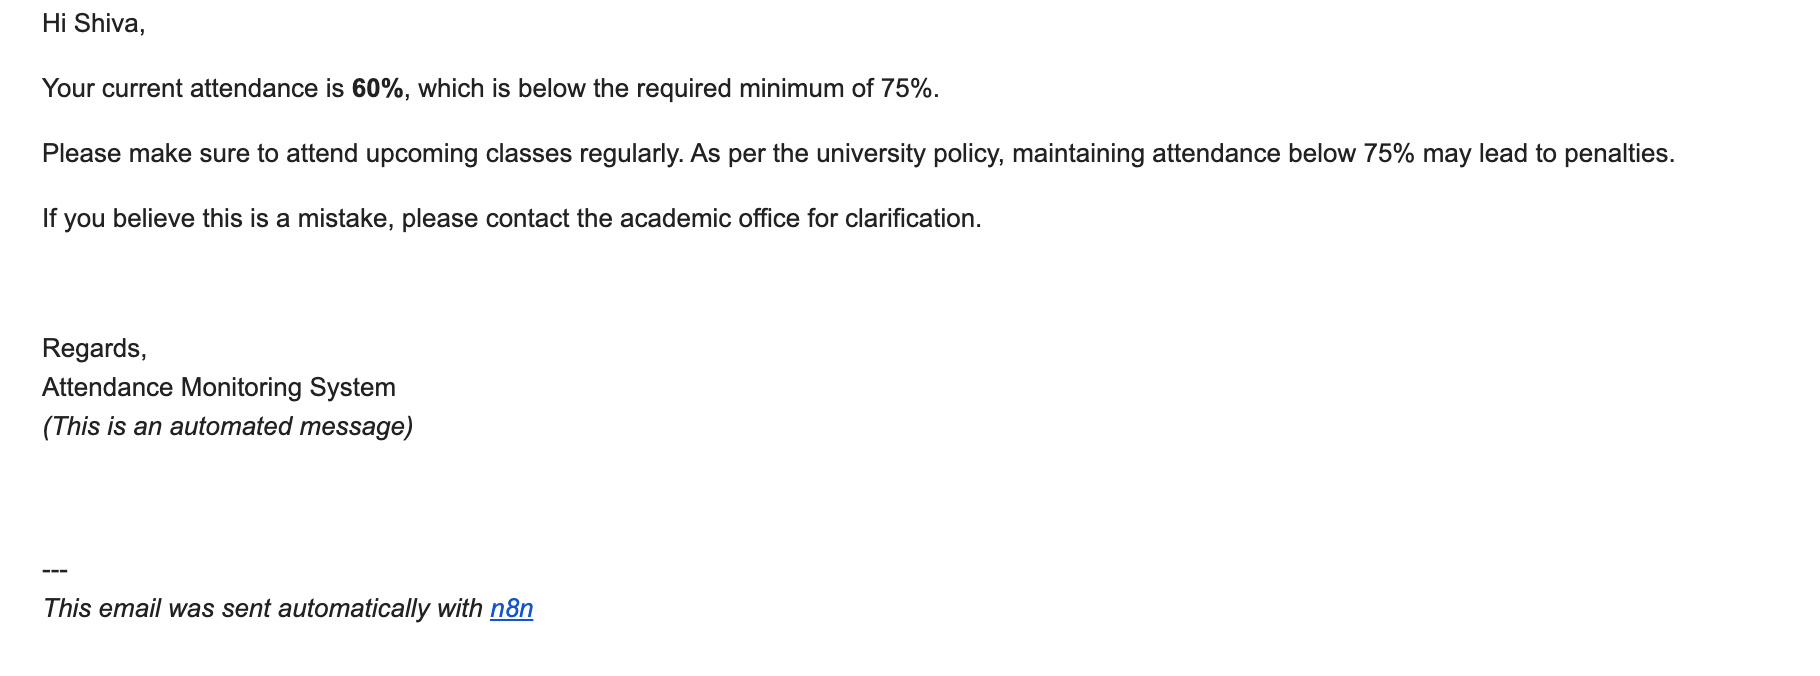 Hi Shiva,
Your current attendance is 60%, which is below the required minimum of 75%.
Please make sure to attend upcoming classes regularly. As per the university policy, maintaining attendance below 75% may lead to penalties.
If you believe this is a mistake, please contact the academic office for clarification.
Regards,
Attendance Monitoring System
(This is an automated message)
---
This email was sent automatically with n8n